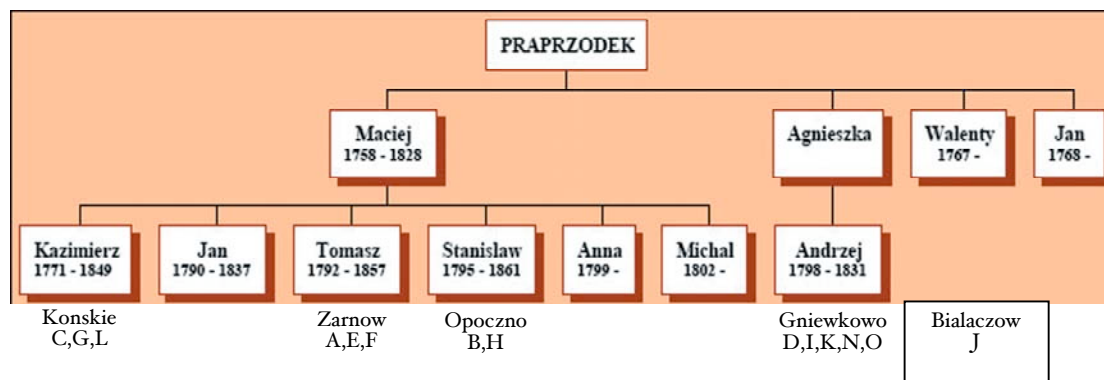 PRAPRZODEK
Maciej
1758 - 1828
Agnieszka
Walenty
1767 -
Jan
1768 -
Kazimierz
1771 - 1849
Jan
1790 - 1837
Tomasz
1792 - 1857
Stanislaw
1795 - 1861
Anna
1799 -
Michal
1802 -
Andrzej
1798 - 1831
Konskie
C,G,L
Zarnow
A,E,F
Opoczno
B,H
Gniewkowo
D,I,K,N,O
Bialaczow
J